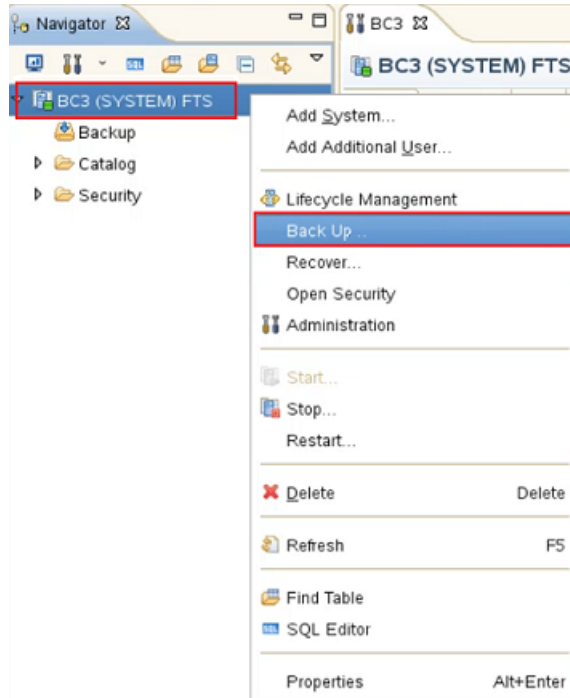 Navigator
BC3
BC3 (SYSTEM) FTS
BC3 (SYSTEM) FTS
Backup
Catalog
Security
Add System...
Add Additional User...
Lifecycle Management
Back Up ..
Recover...
Open Security
Administration
Start...
Stop...
Restart...
Delete Delete
Refresh F5
Find Table
SQL Editor
Properties Alt+Enter